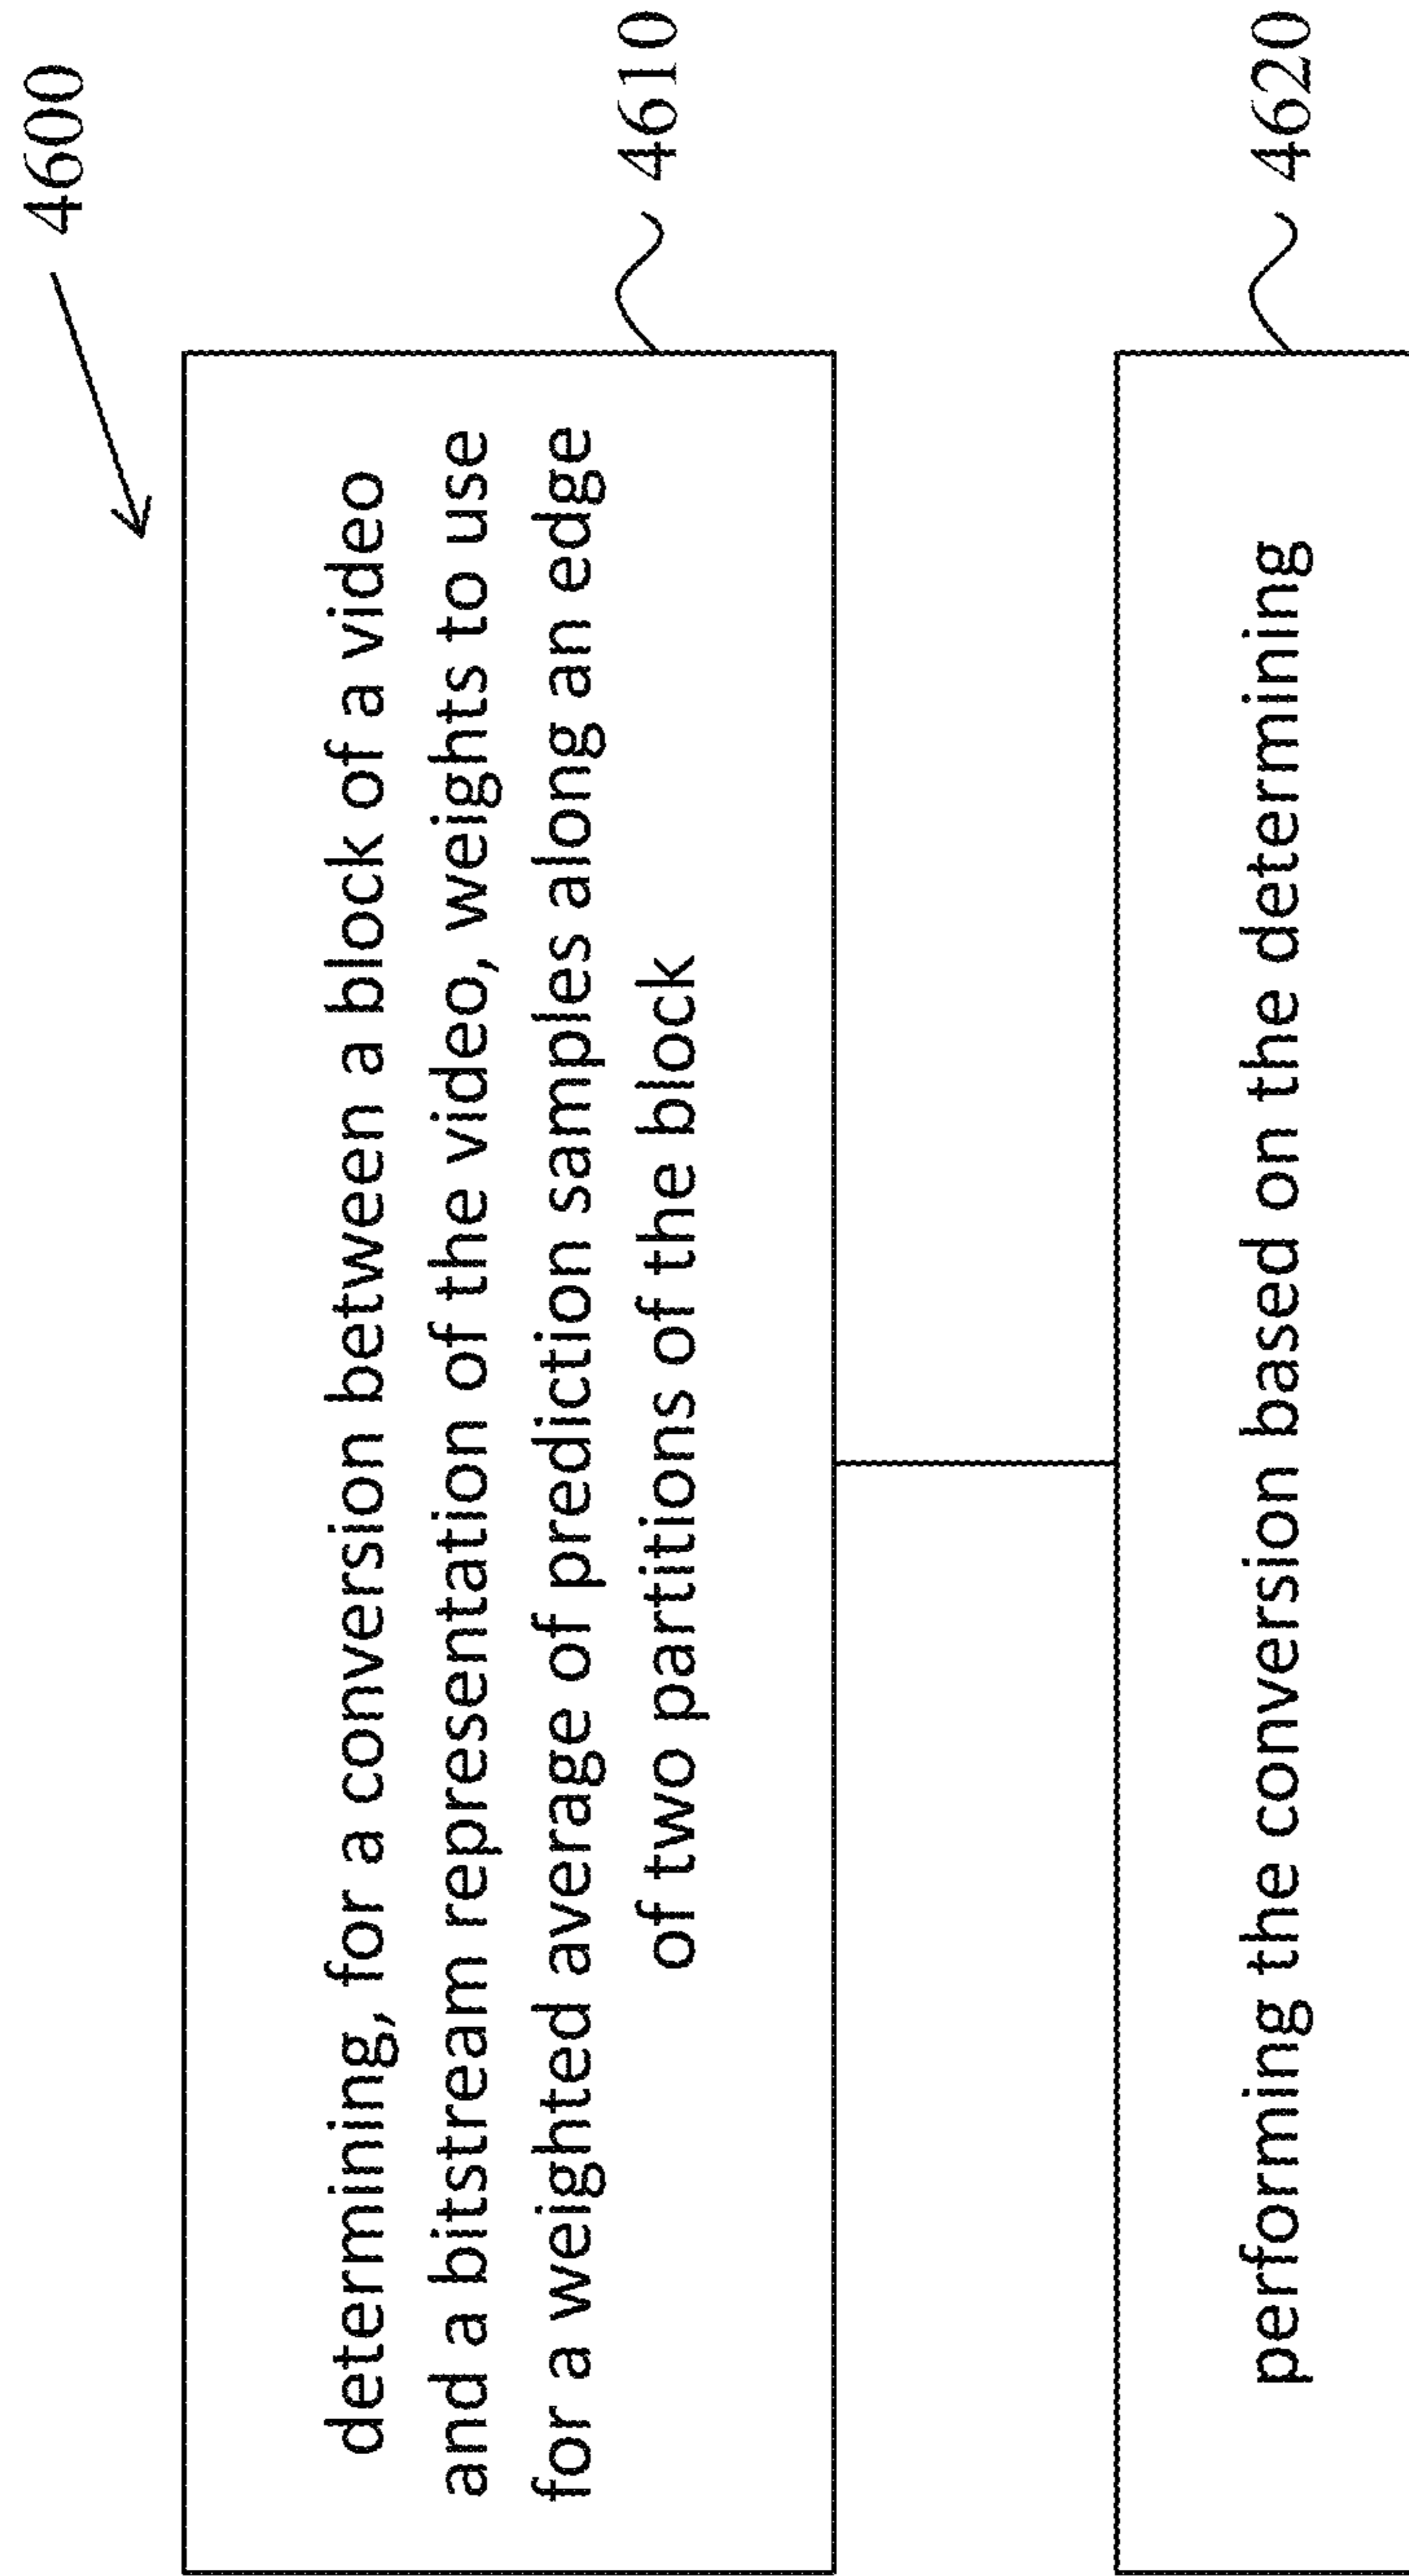 4600
determining, for a conversion between a block of a video
and a bitstream representation of the video, weights to use
for a weighted average of prediction samples along an edge
of two partitions of the block
4610
performing the conversion based on the determining
4620